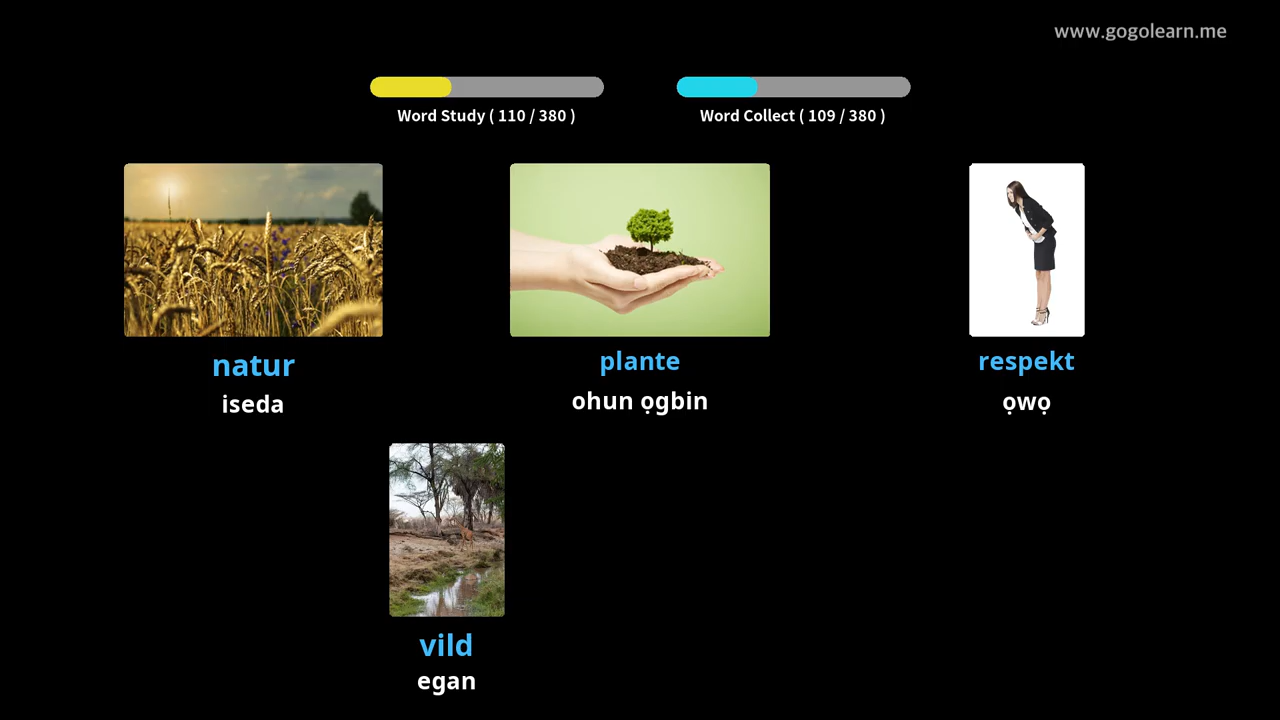 www.gogolearn.me
Word Study ( 110 / 380 )
Word Collect ( 109 / 380 )
natur
iseda
plante
ohun ọgbin
respekt
ọwọ
vild
egan